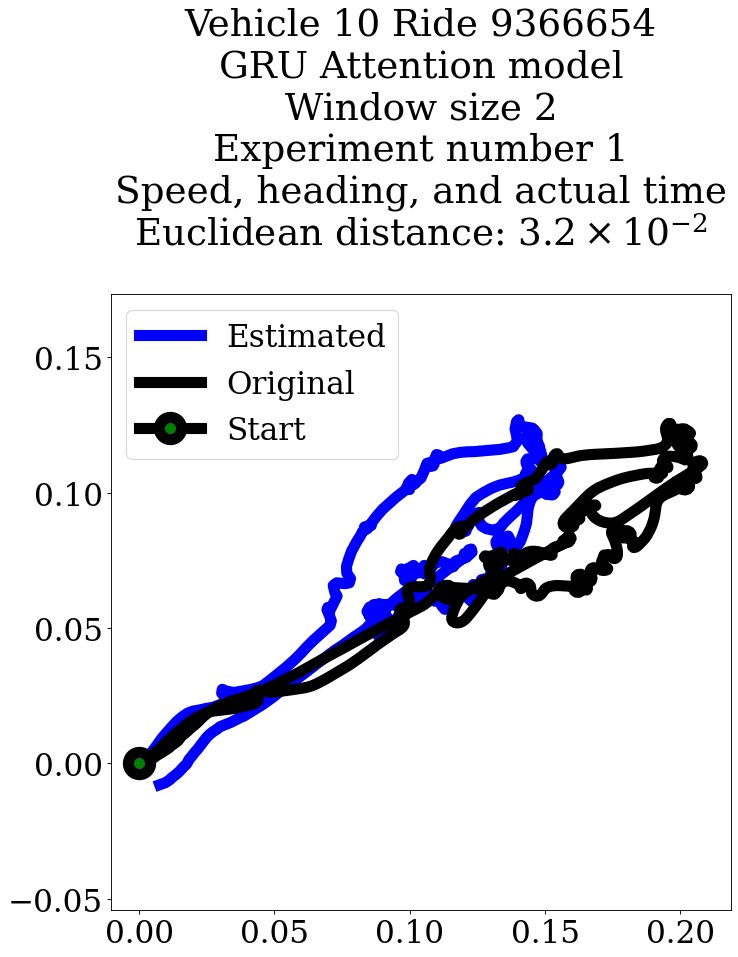 Vehicle 10 Ride 9366654
GRU Attention model
Window size 2
Experiment number 1
Speed, heading, and actual time
Euclidean distance: 3.2 × 10⁻²
Estimated
Original
Start
0.15
0.10
0.05
0.00
−0.05
0.00 0.05 0.10 0.15 0.20